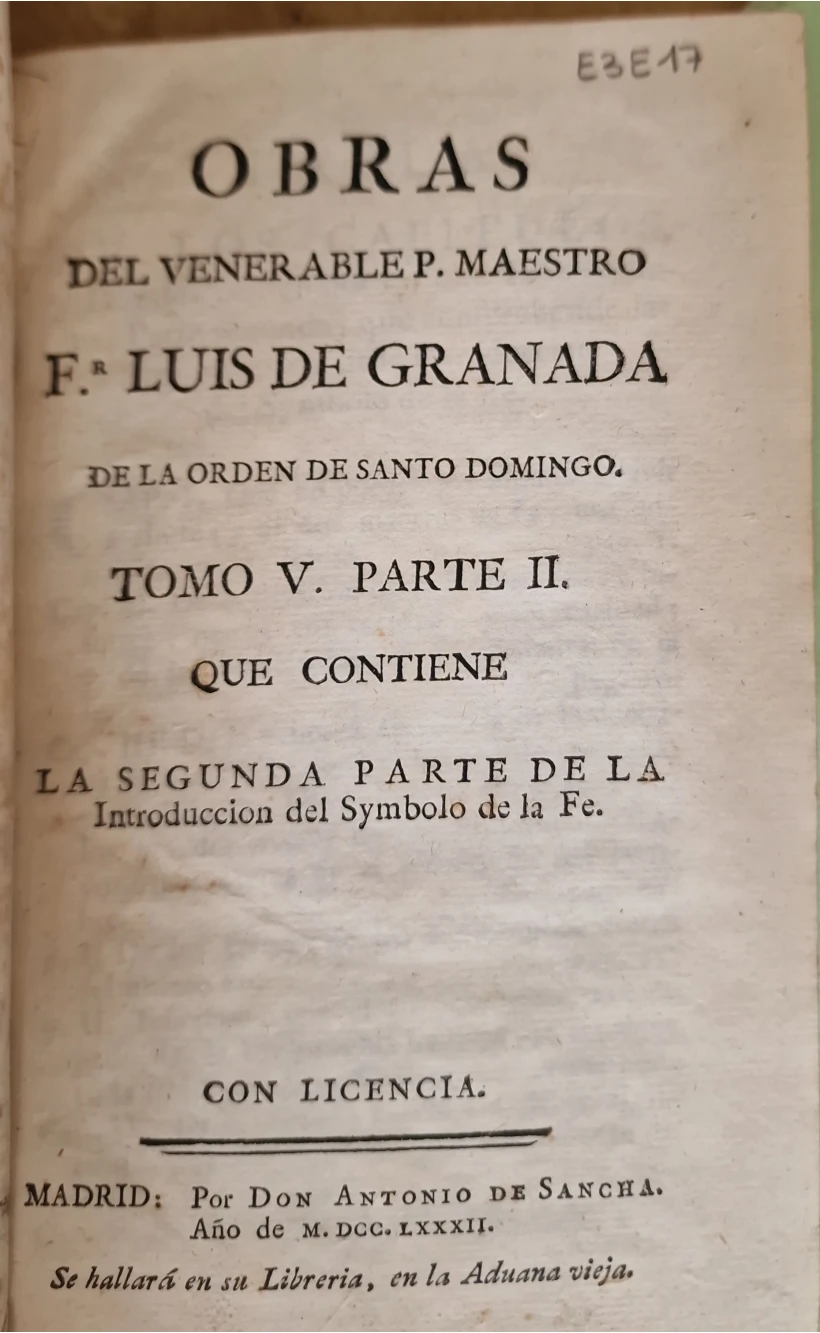 E3E17
OBRAS
DEL VENERABLE P. MAESTRO
F.R LUIS DE GRANADA
DE LA ORDEN DE SANTO DOMINGO.
TOMO V. PARTE II.
QUE CONTIENE
LA SEGUNDA PARTE DE LA
Introduccion del Symbolo de la Fe.
CON LICENCIA.
MADRID: Por DON ANTONIO DE SANCHA.
Año de M. DCC. LXXXII.
Se hallará en su Libreria, en la Aduana vieja.